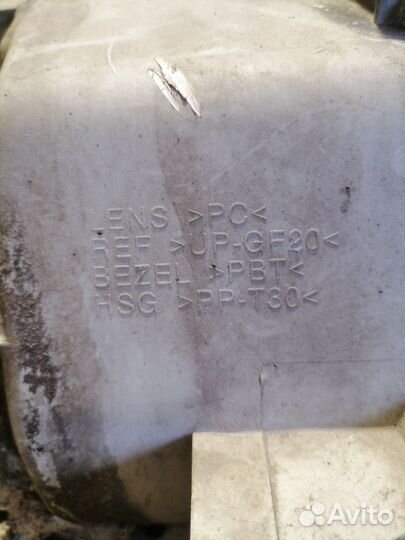 LENS >PC<
REF >UP-GF20<
BEZEL >PBT<
HSG >PP-T30<
Avito